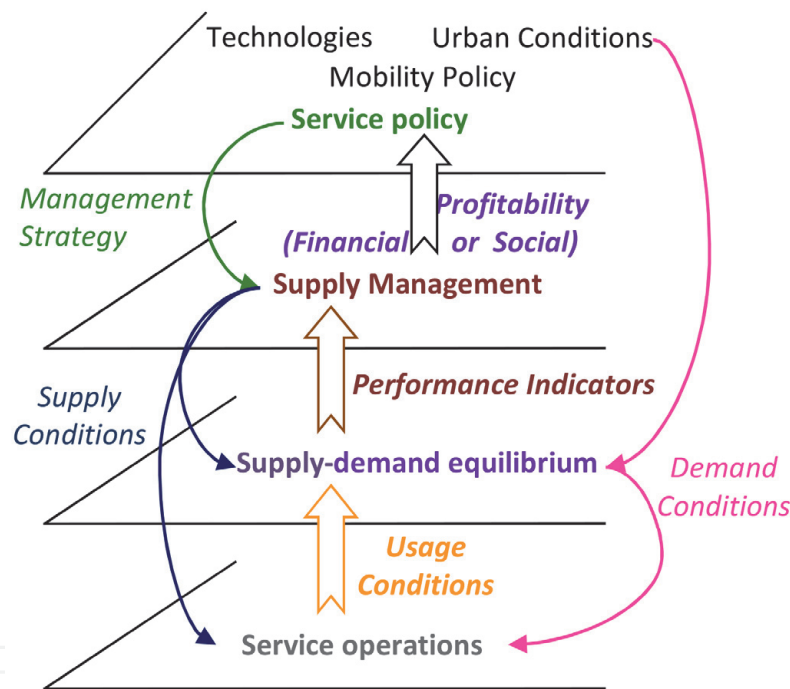 Technologies Urban Conditions
Mobility Policy
Service policy
Management
Strategy
Profitability
(Financial or Social)
Supply Management
Performance Indicators
Supply
Conditions
Supply-demand equilibrium
Demand
Conditions
Usage
Conditions
Service operations